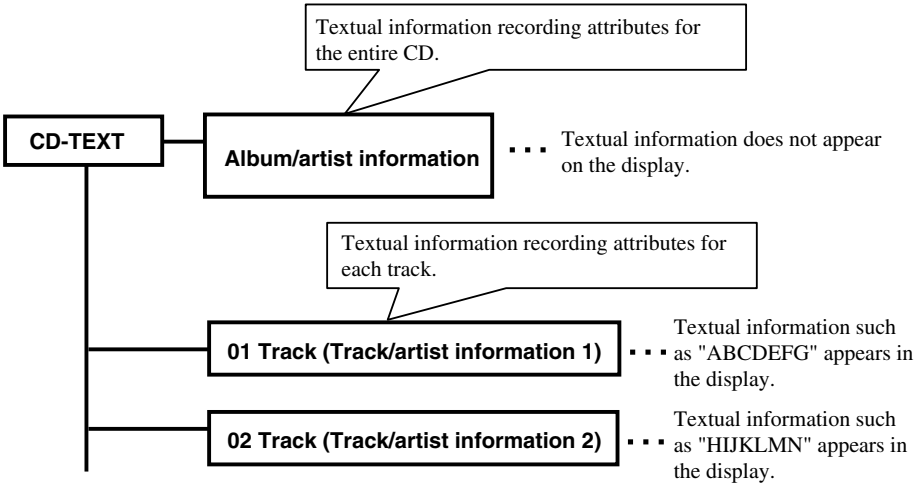 Textual information recording attributes for
the entire CD.
CD-TEXT
Album/artist information
Textual information does not appear
on the display.
Textual information recording attributes for
each track.
01 Track (Track/artist information 1)
Textual information such
as "ABCDEFG" appears in
the display.
02 Track (Track/artist information 2)
Textual information such
as "HIJKLMN" appears in
the display.